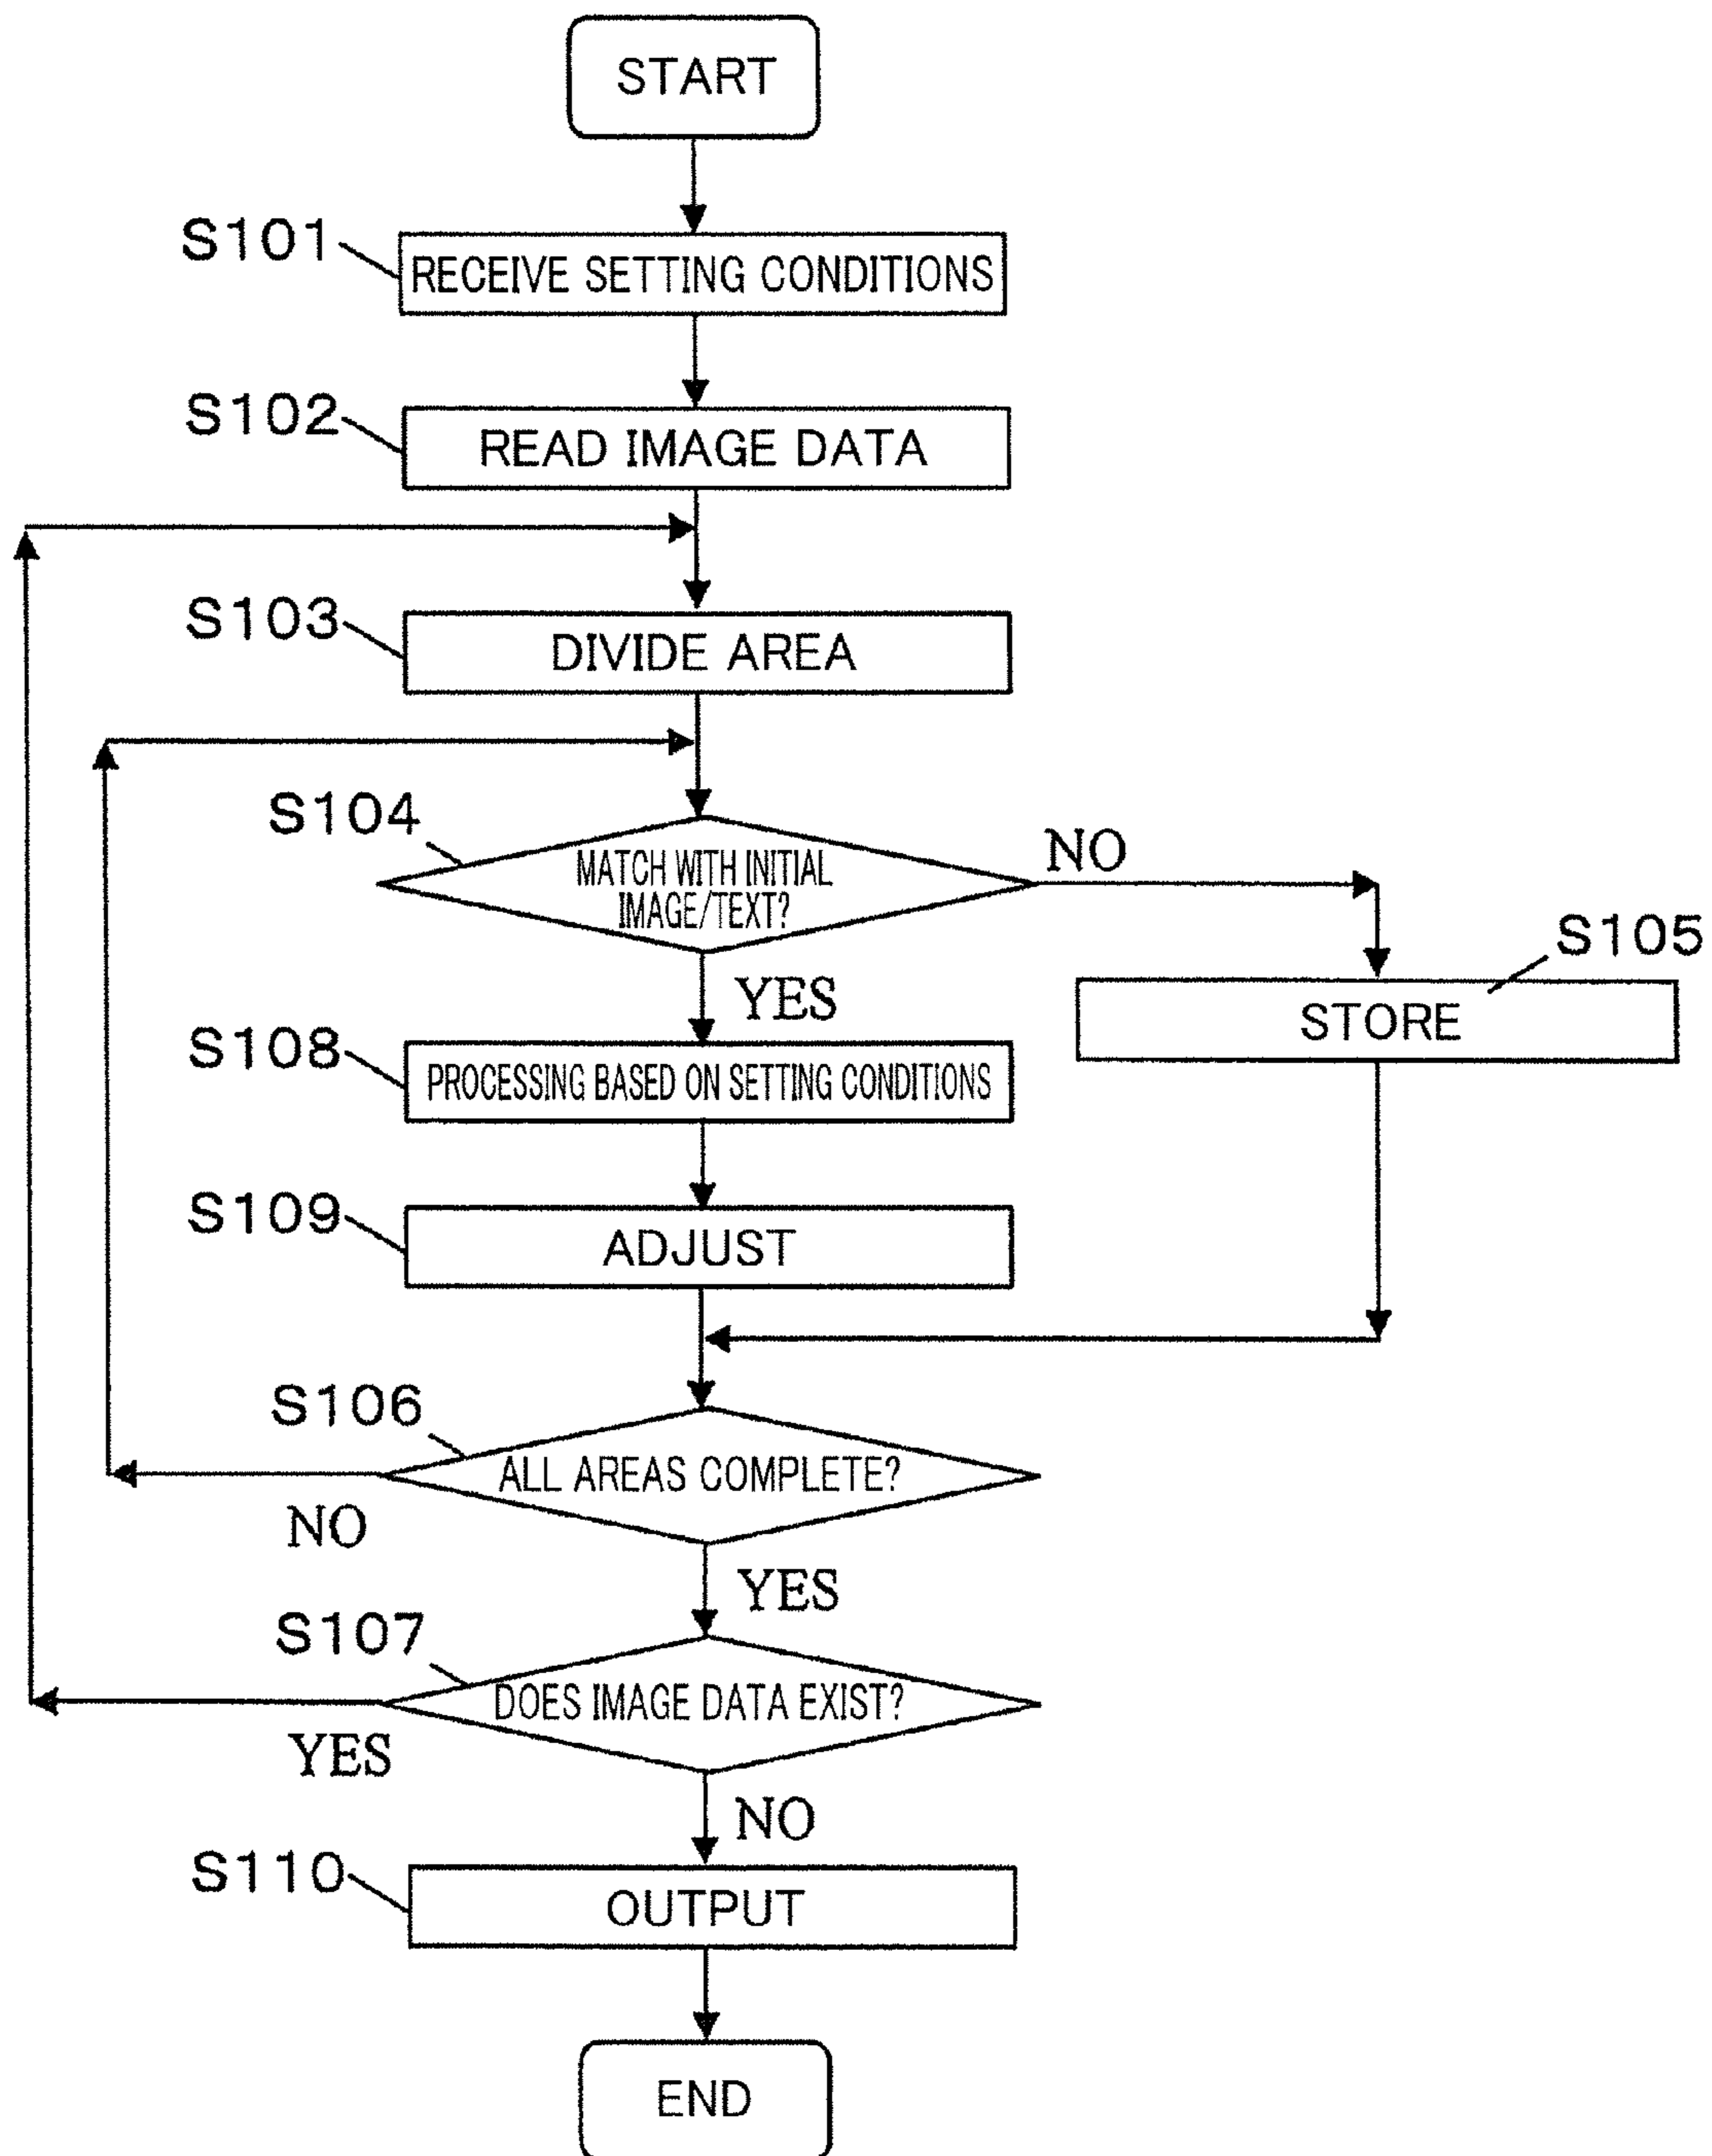 START
S101
RECEIVE SETTING CONDITIONS
S102
READ IMAGE DATA
S103
DIVIDE AREA
S104
MATCH WITH INITIAL
IMAGE/TEXT?
NO
S105
STORE
YES
S108
PROCESSING BASED ON SETTING CONDITIONS
S109
ADJUST
S106
ALL AREAS COMPLETE?
NO
YES
S107
DOES IMAGE DATA EXIST?
YES
NO
S110
OUTPUT
END